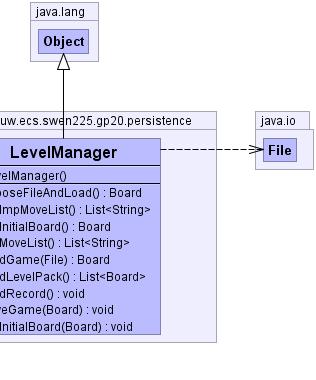 java.lang
Object
uw.ecs.swen225.gp20.persistence
java.io
LevelManager
File
velManager()
ooseFileAndLoad() : Board
ImpMoveList() : List<String>
InitialBoard() : Board
MoveList() : List<String>
dGame(File) : Board
dLevelPack() : List<Board>
dRecord() : void
veGame(Board) : void
InitialBoard(Board) : void